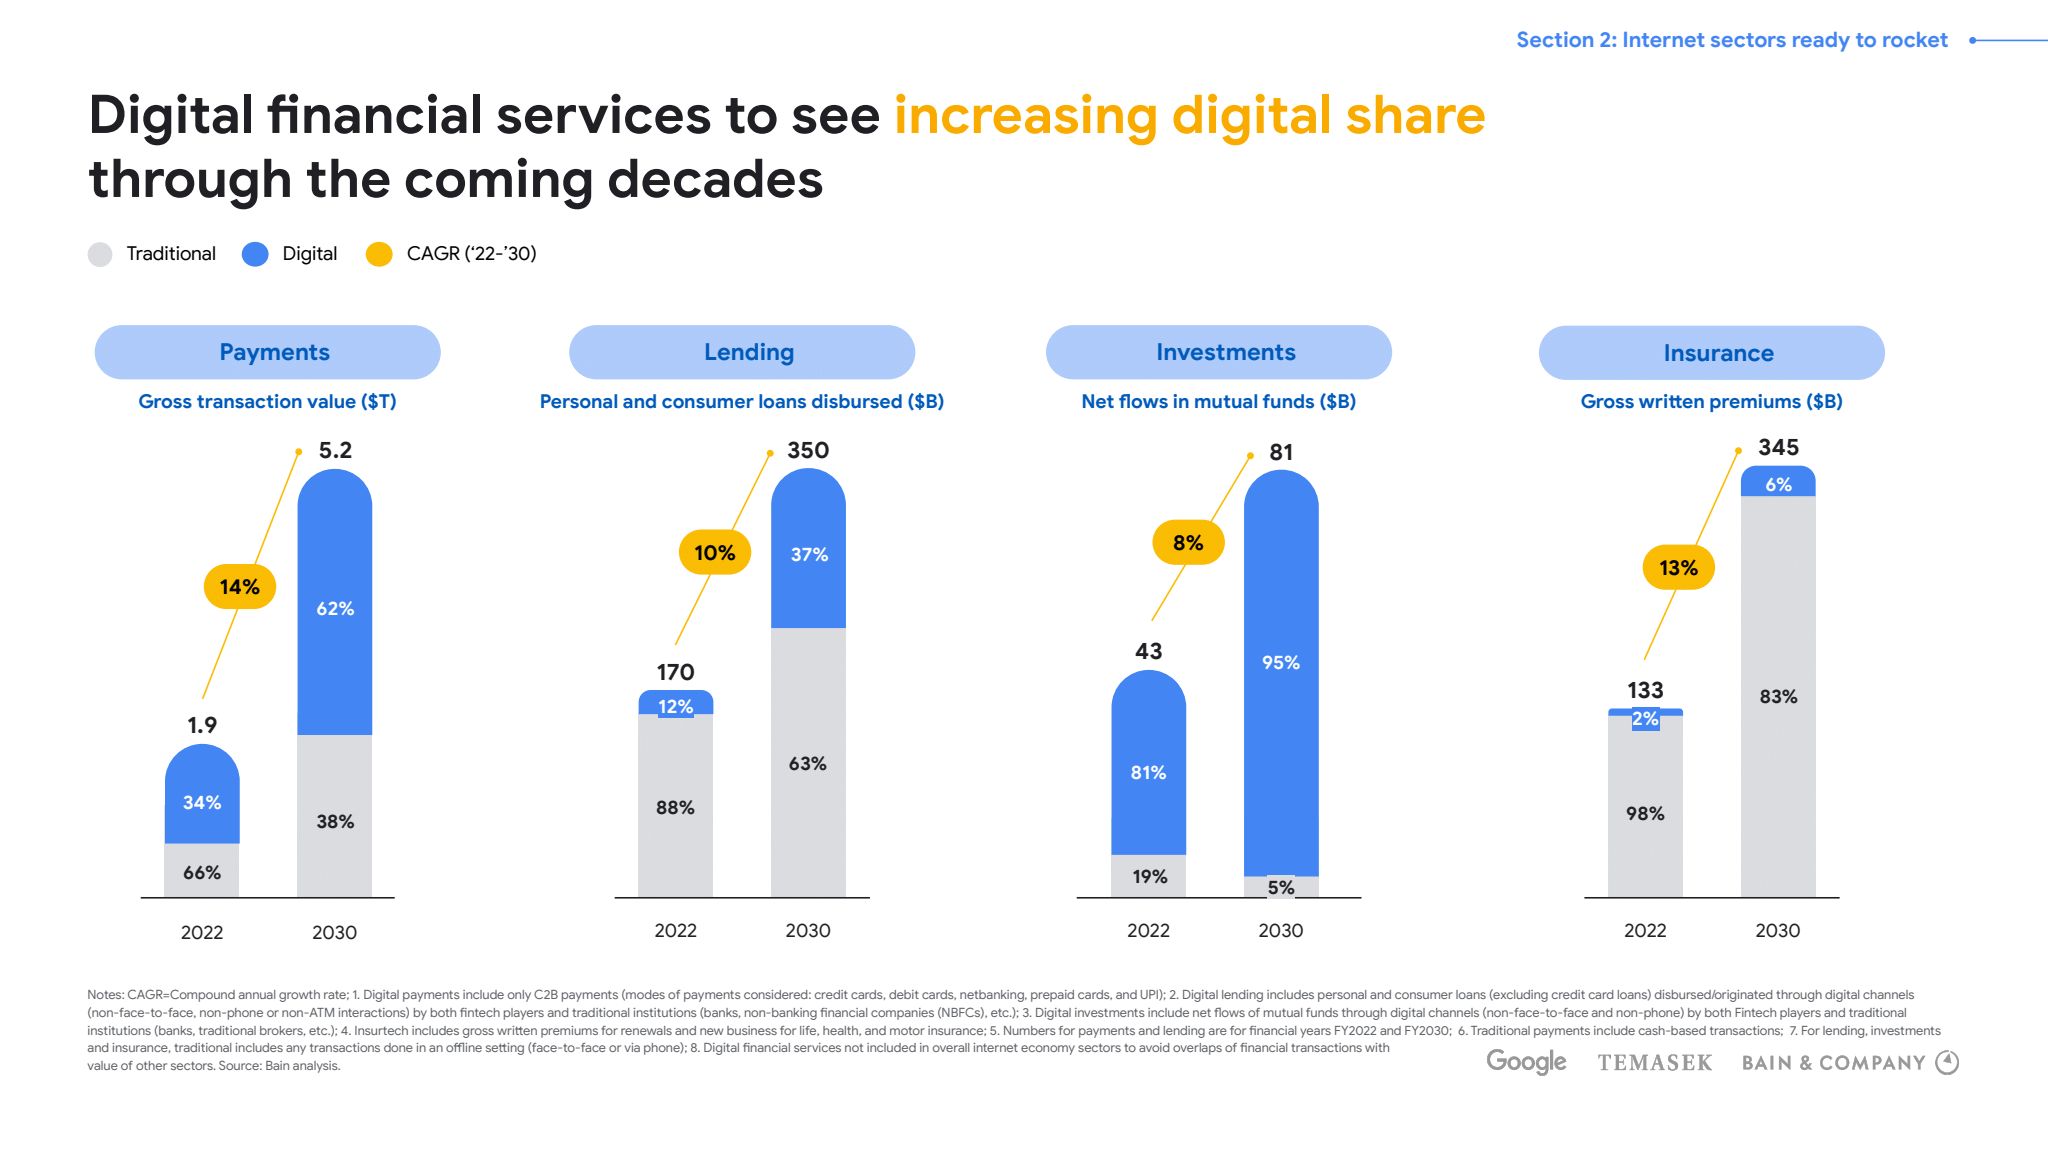 Section 2: Internet sectors ready to rocket
Digital financial services to see increasing digital share
through the coming decades
Traditional Digital CAGR (‘22-’30)
Payments
Gross transaction value ($T)
5.2
14%
62%
1.9
34%
38%
66%
2022 2030
Lending
Personal and consumer loans disbursed ($B)
350
10%
37%
170
12%
63%
88%
2022 2030
Investments
Net flows in mutual funds ($B)
81
8%
43
95%
81%
19%
5%
2022 2030
Insurance
Gross written premiums ($B)
345
6%
13%
133
2%
83%
98%
2022 2030
Notes: CAGR=Compound annual growth rate; 1. Digital payments include only C2B payments (modes of payments considered: credit cards, debit cards, netbanking, prepaid cards, and UPI); 2. Digital lending includes personal and consumer loans (excluding credit card loans) disbursed/originated through digital channels
(non-face-to-face, non-phone or non-ATM interactions) by both fintech players and traditional institutions (banks, non-banking financial companies (NBFCs), etc.); 3. Digital investments include net flows of mutual funds through digital channels (non-face-to-face and non-phone) by both Fintech players and traditional
institutions (banks, traditional brokers, etc.); 4. Insurtech includes gross written premiums for renewals and new business for life, health, and motor insurance; 5. Numbers for payments and lending are for financial years FY2022 and FY2030; 6. Traditional payments include cash-based transactions; 7. For lending, investments
and insurance, traditional includes any transactions done in an offline setting (face-to-face or via phone); 8. Digital financial services not included in overall internet economy sectors to avoid overlaps of financial transactions with
value of other sectors. Source: Bain analysis.
Google TEMASEK BAIN & COMPANY